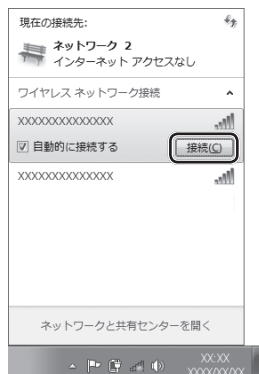 現在の接続先:
ネットワーク 2
インターネット アクセスなし
ワイヤレス ネットワーク接続
XXXXXXXXXXXXXX
自動的に接続する
接続(C)
XXXXXXXXXXXXXX
ネットワークと共有センターを開く
XX:XX
XXXX/XX/XX